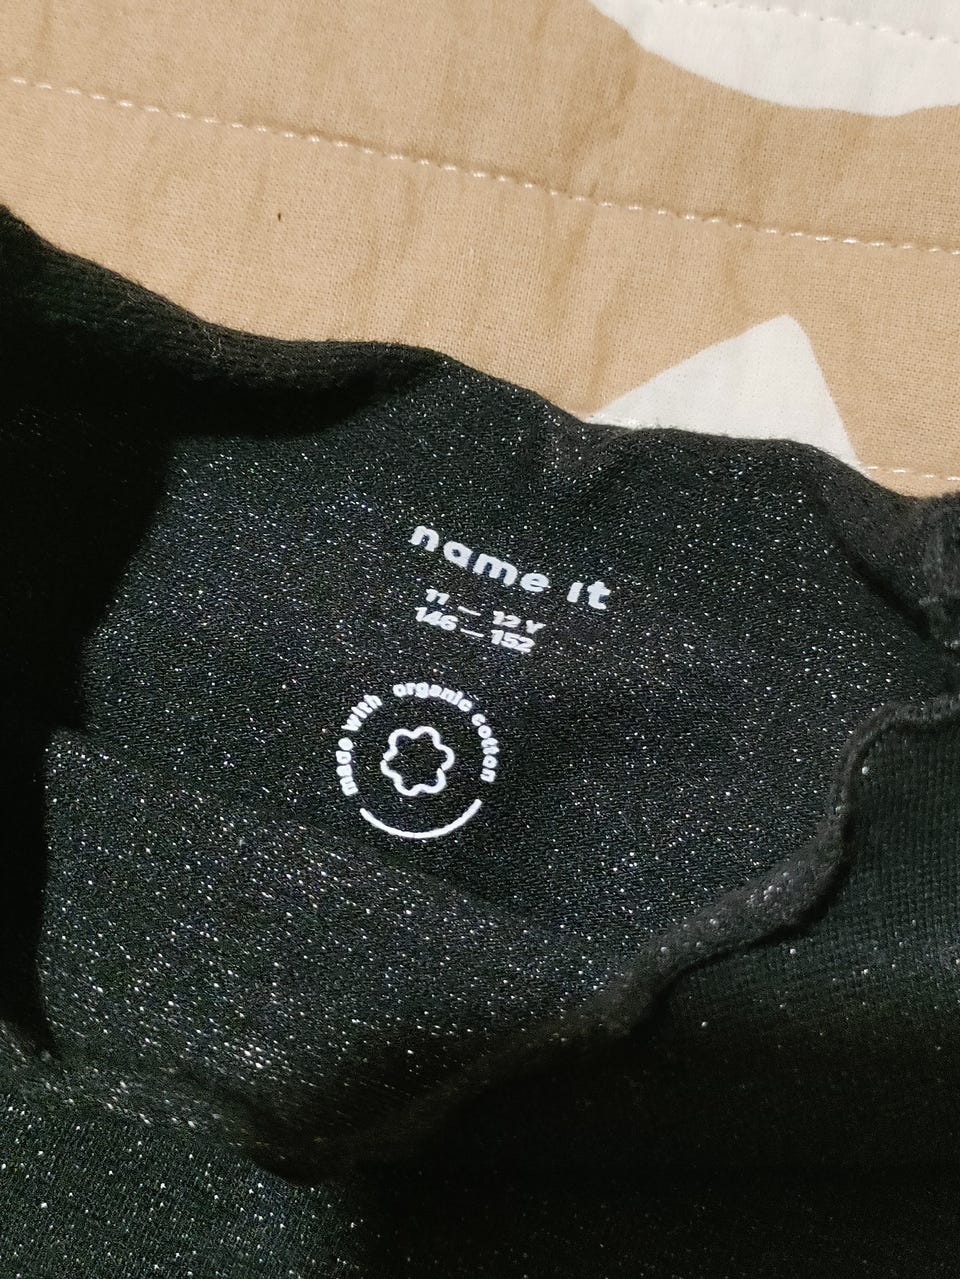 name it
11 — 12 Y
146 — 152
made with organic cotton